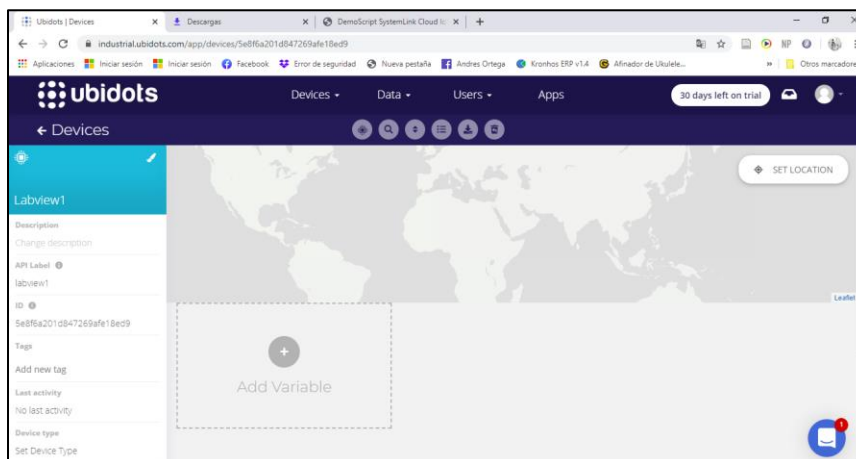 Ubidots | Devices
Descargas
DemoScript SystemLink Cloud
industrial.ubidots.com/app/devices/5e8f6a201d847269afe18ed9
NP
Aplicaciones
Iniciar sesión
Iniciar sesión
Facebook
Error de seguridad
Nueva pestaña
Andres Ortega
Kronhos ERP v1.4
Afinador de Ukulele...
Otros marcadores
ubidots
Devices
Data
Users
Apps
30 days left on trial
← Devices
Labview1
SET LOCATION
Description
Change description
API Label
labview1
ID
5e8f6a201d847269afe18ed9
Tags
Add new tag
Last activity
No last activity
Device type
Set Device Type
Leaflet
Add Variable
1